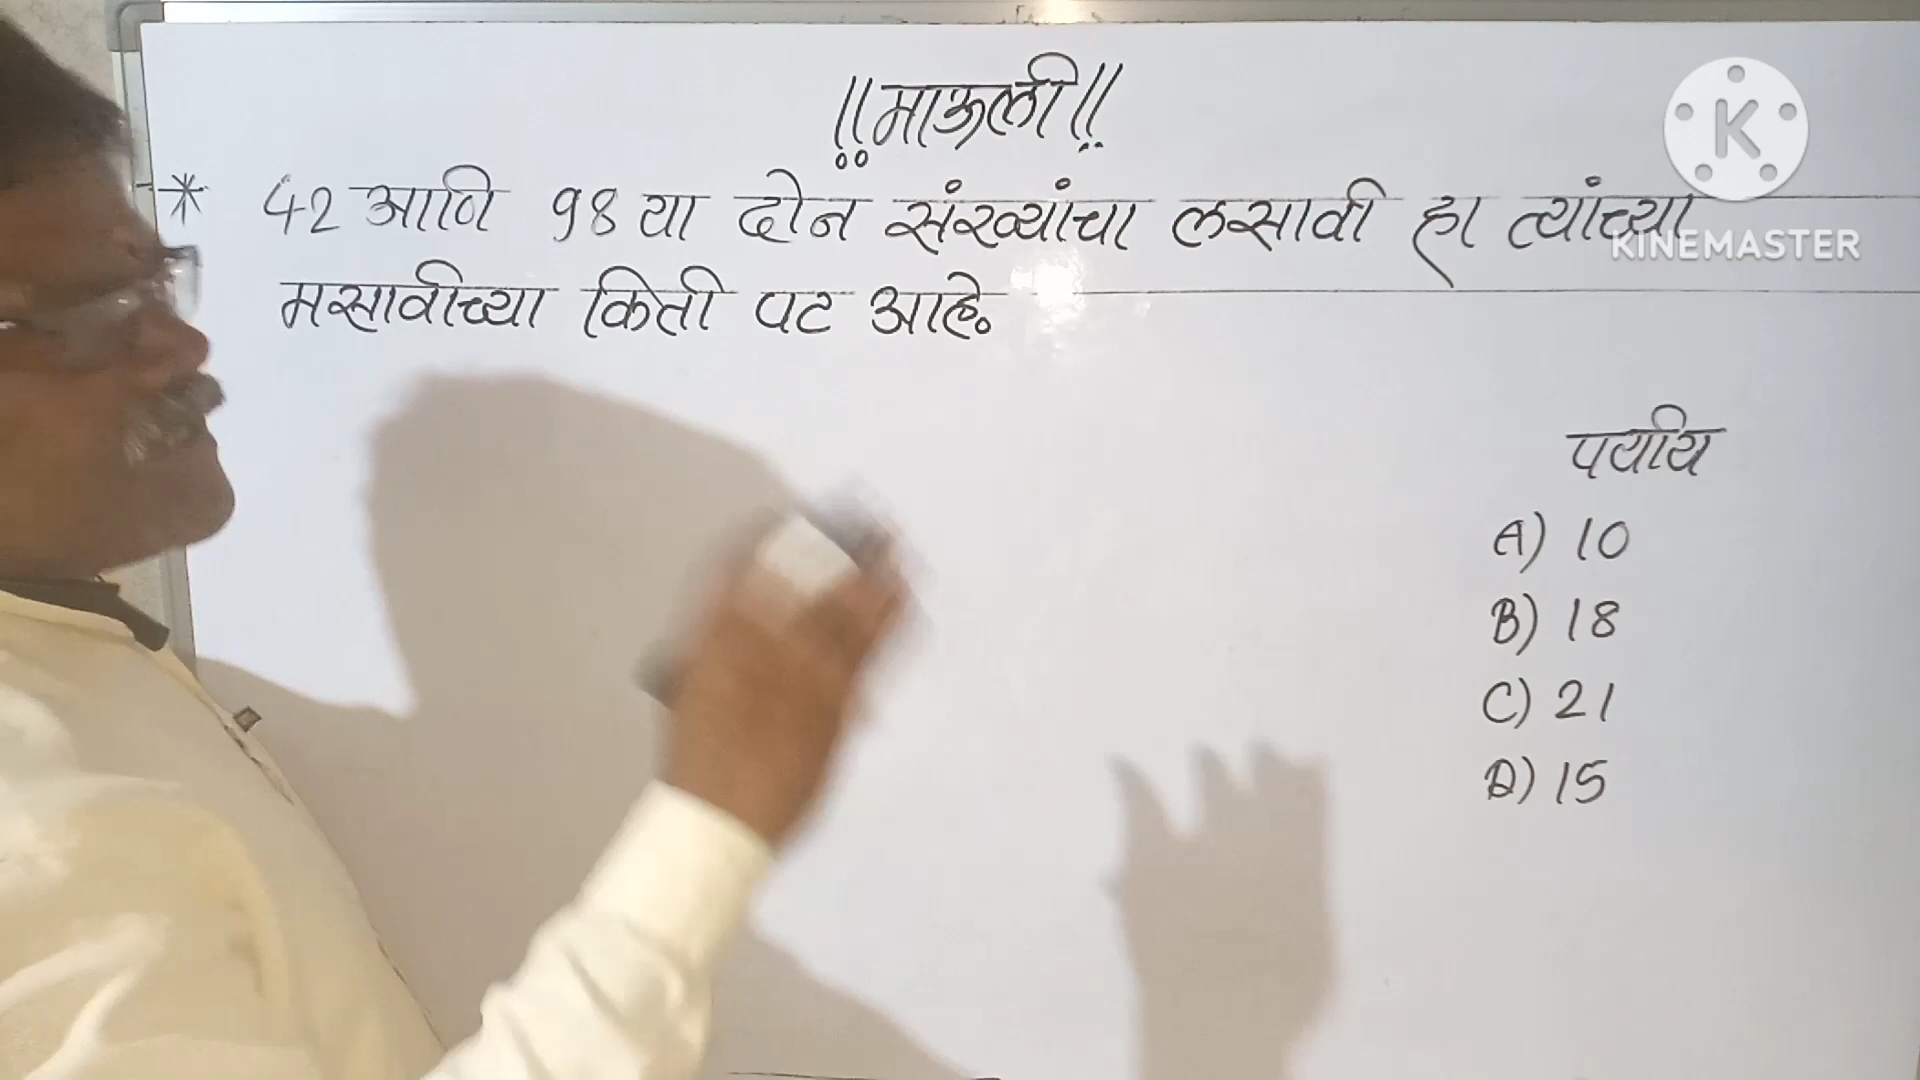 ||माऊली||
* 42 आणि 98 या दोन संख्यांचा लसावी हा त्यांच्या
मसावीच्या किती पट आहे.
पर्याय
A) 10
B) 18
C) 21
D) 15
K
KINEMASTER